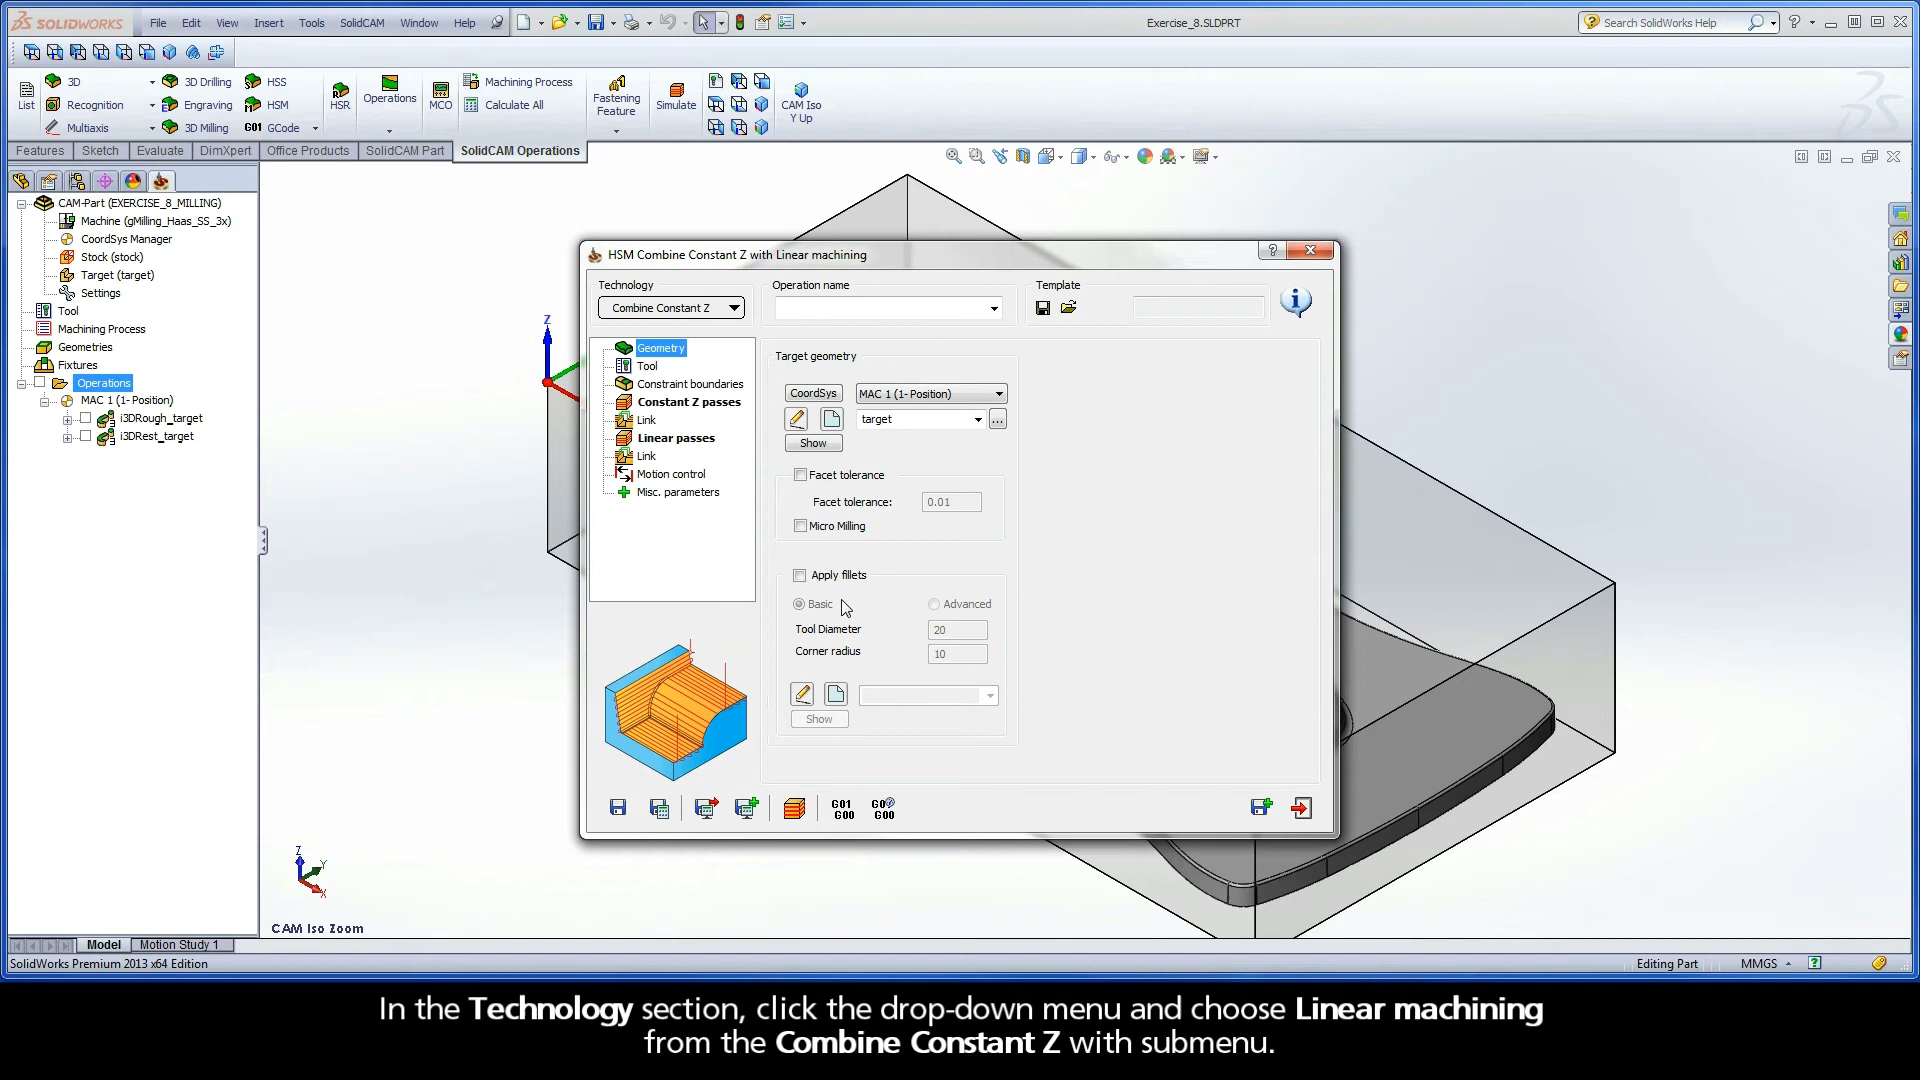 SOLIDWORKS File Edit View Insert Tools SolidCAM Window Help Exercise_8.SLDPRT Search SolidWorks Help
3D 3D Drilling HSS Machining Process
List Recognition Engraving HSM HSR Operations MCO Calculate All Fastening Feature Simulate CAM Iso Y Up
Multiaxis 3D Milling G01 GCode
Features Sketch Evaluate DimXpert Office Products SolidCAM Part SolidCAM Operations
CAM-Part (EXERCISE_8_MILLING)
Machine (gMilling_Haas_SS_3x)
CoordSys Manager
Stock (stock)
Target (target)
Settings
Tool
Machining Process
Geometries
Fixtures
Operations
MAC 1 (1- Position)
i3DRough_target
i3DRest_target
Z
HSM Combine Constant Z with Linear machining
Technology Operation name Template
Combine Constant Z
Geometry
Tool
Constraint boundaries
Constant Z passes
Link
Linear passes
Link
Motion control
Misc. parameters
Target geometry
CoordSys MAC 1 (1- Position)
target ...
Show
Facet tolerance
Facet tolerance: 0.01
Micro Milling
Apply fillets
Basic Advanced
Tool Diameter 20
Corner radius 10
Show
G01 G00
G00
Z Y X
CAM Iso Zoom
Model Motion Study 1
SolidWorks Premium 2013 x64 Edition Editing Part MMGS
In the Technology section, click the drop-down menu and choose Linear machining
from the Combine Constant Z with submenu.